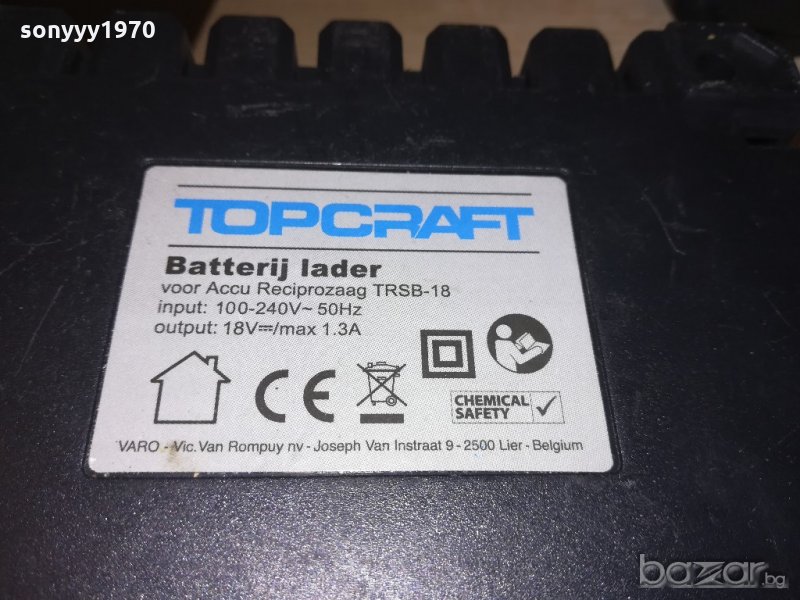 sonyyy1970
TOPCRAFT
Batterij lader
voor Accu Reciprozaag TRSB-18
input: 100-240V~ 50Hz
output: 18V⎓/max 1.3A
CE
CHEMICAL
SAFETY
VARO - Vic. Van Rompuy nv - Joseph Van Instraat 9 - 2500 Lier - Belgium
bazar.bg